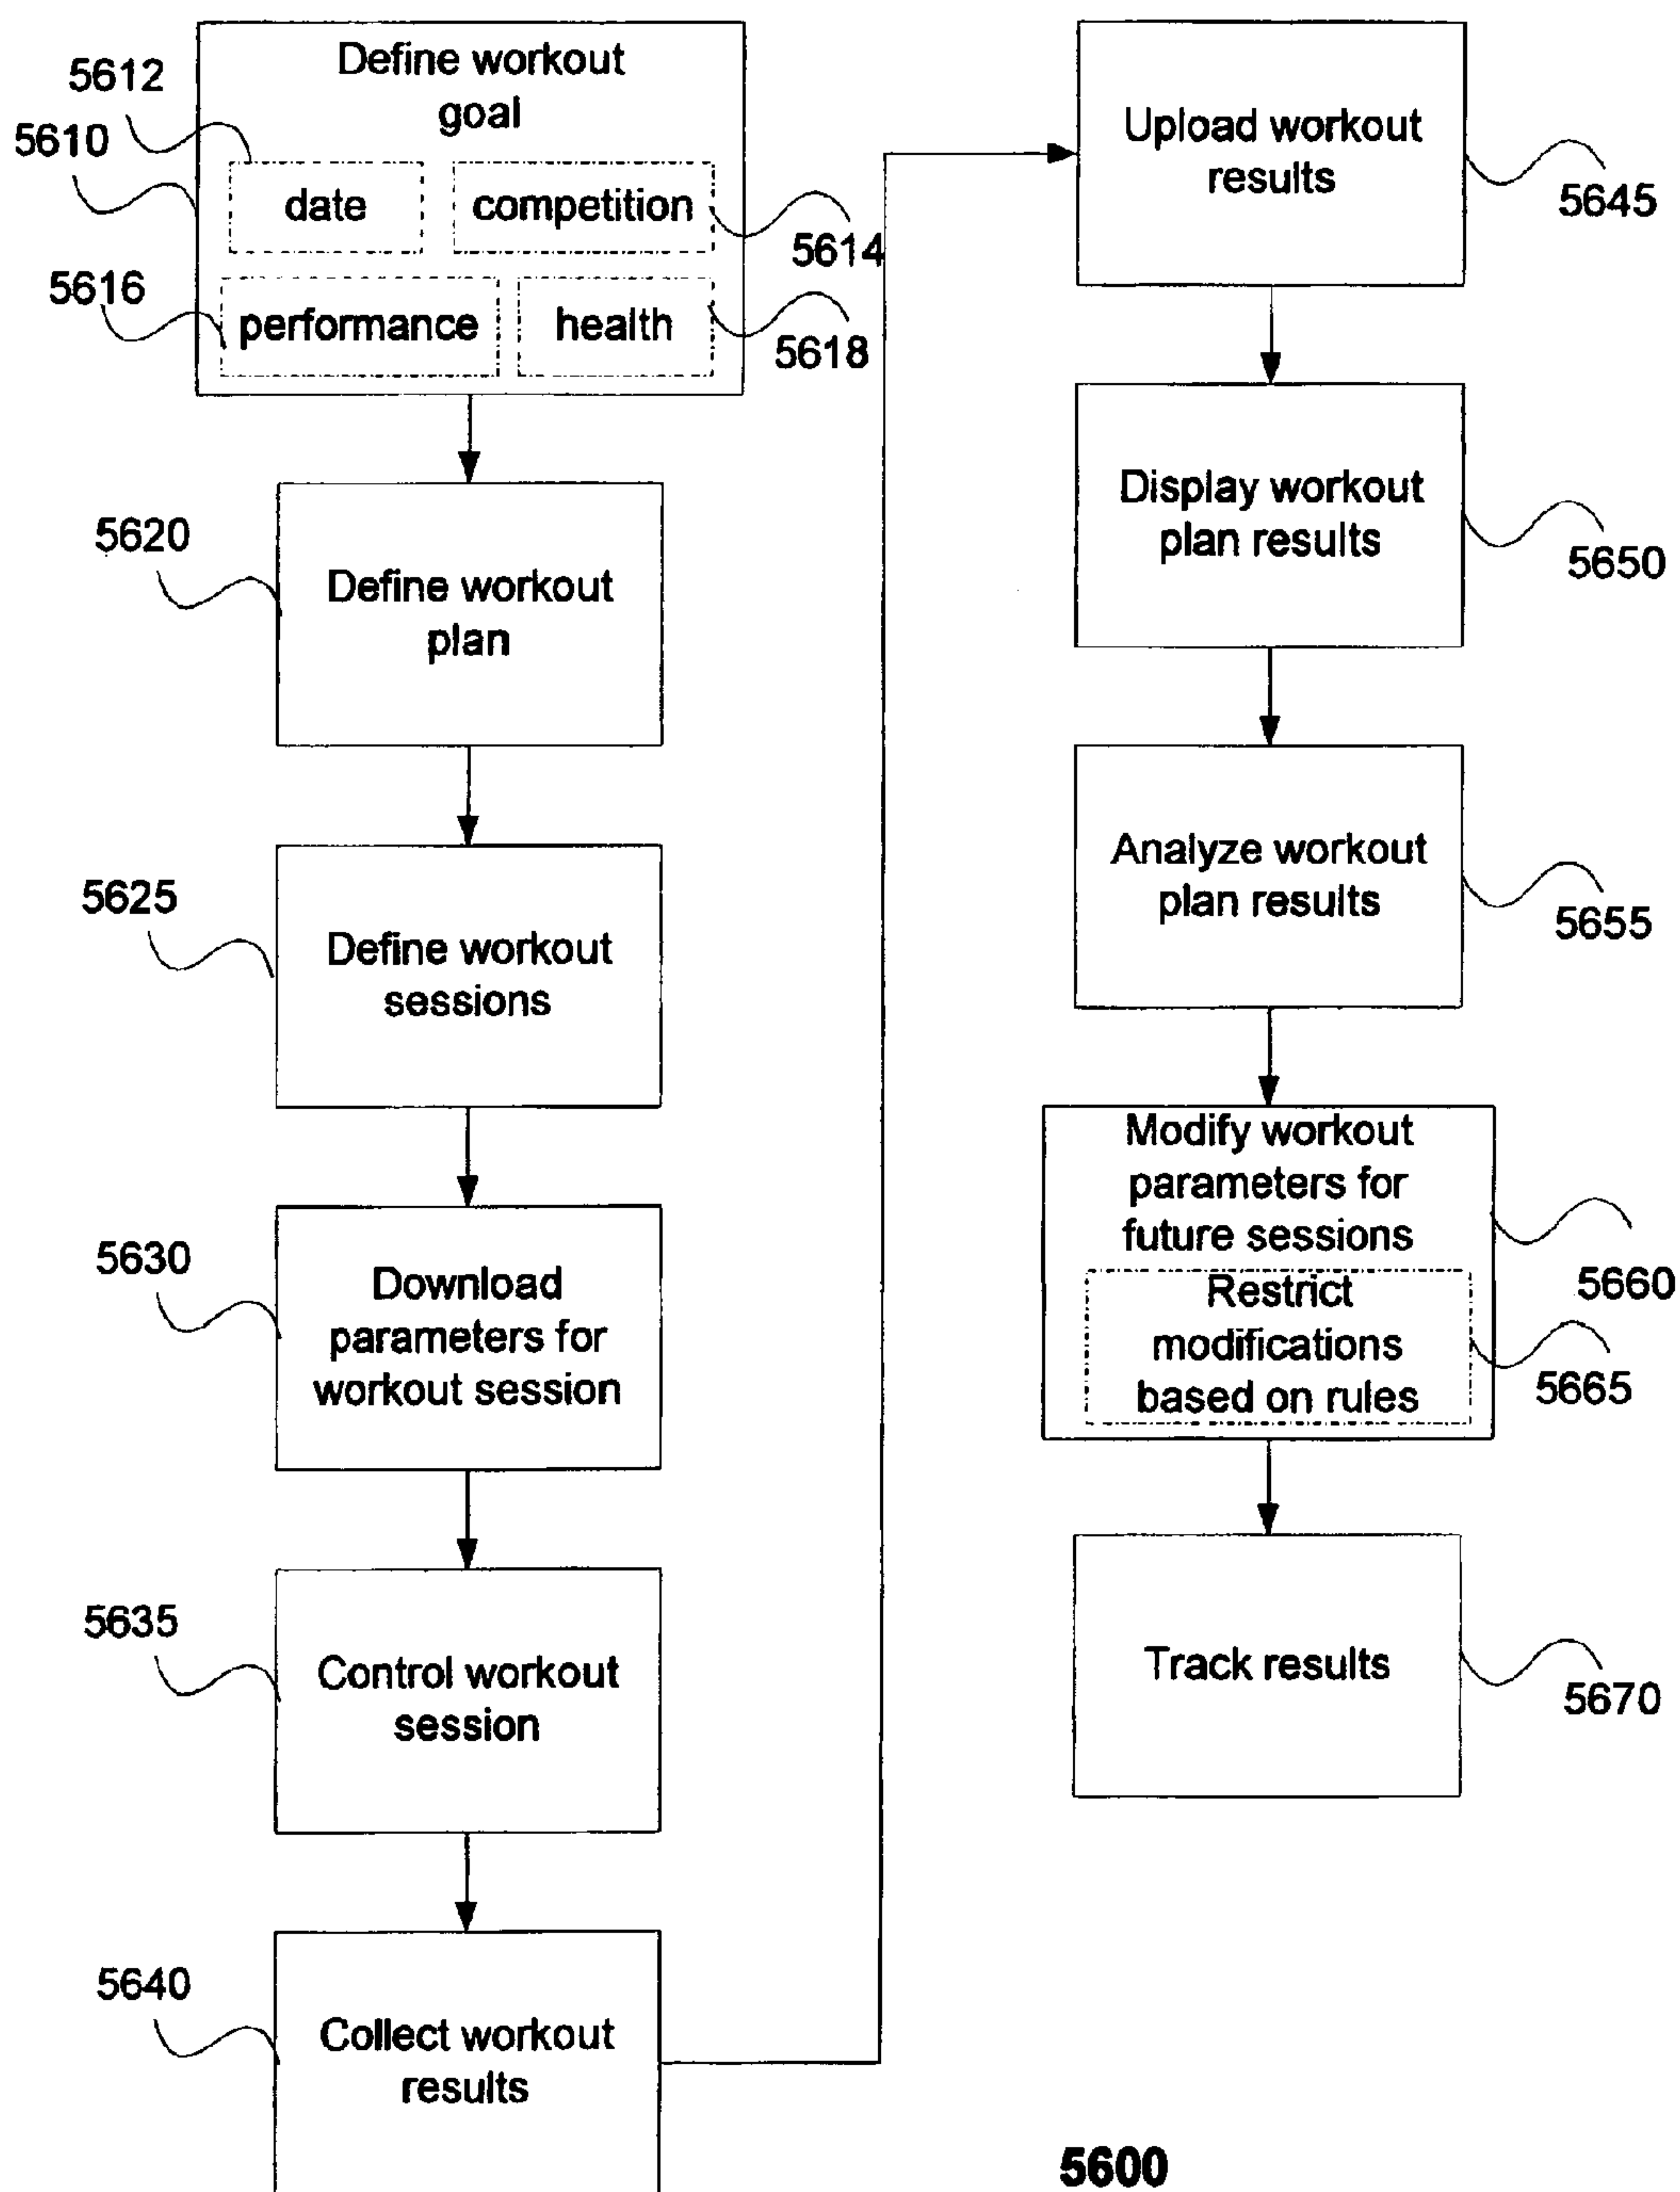 Define workout
goal
5612
5610
date
competition
5614
5616
performance
health
5618
5620
Define workout
plan
5625
Define workout
sessions
5630
Download
parameters for
workout session
5635
Control workout
session
5640
Collect workout
results
Upload workout
results
5645
Display workout
plan results
5650
Analyze workout
plan results
5655
Modify workout
parameters for
future sessions
5660
Restrict
modifications
based on rules
5665
Track results
5670
5600